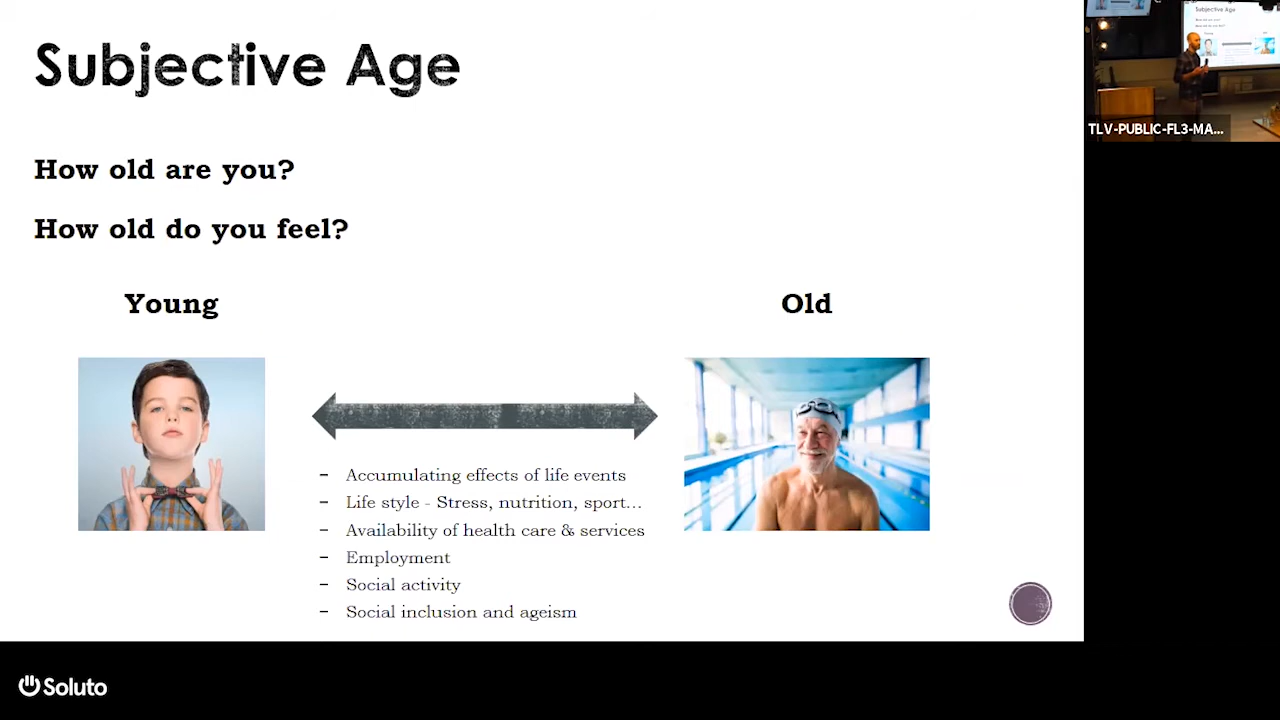 Subjective Age
How old are you?
How old do you feel?
Young
Old
- Accumulating effects of life events
- Life style - Stress, nutrition, sport...
- Availability of health care & services
- Employment
- Social activity
- Social inclusion and ageism
Subjective Age
TLV-PUBLIC-FL3-MA...
Soluto